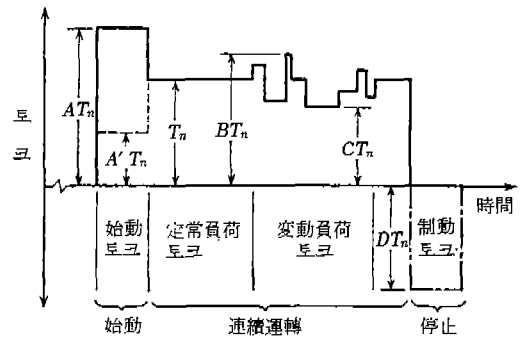 토
크
ATn
A′ Tn
Tn
BTn
CTn
DTn
時間
始動
토크
定常負荷
토크
変動負荷
토크
制動
토크
始動
連續運轉
停止